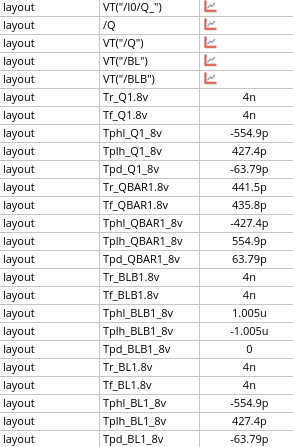 layout VT("/I0/Q_")
layout /Q
layout VT("/Q")
layout VT("/BL")
layout VT("/BLB")
layout Tr_Q1.8v 4n
layout Tf_Q1.8v 4n
layout Tphl_Q1_8v -554.9p
layout Tplh_Q1_8v 427.4p
layout Tpd_Q1_8v -63.79p
layout Tr_QBAR1.8v 441.5p
layout Tf_QBAR1.8v 435.8p
layout Tphl_QBAR1_8v -427.4p
layout Tplh_QBAR1_8v 554.9p
layout Tpd_QBAR1_8v 63.79p
layout Tr_BLB1.8v 4n
layout Tf_BLB1.8v 4n
layout Tphl_BLB1_8v 1.005u
layout Tplh_BLB1_8v -1.005u
layout Tpd_BLB1_8v 0
layout Tr_BL1.8v 4n
layout Tf_BL1.8v 4n
layout Tphl_BL1_8v -554.9p
layout Tplh_BL1_8v 427.4p
layout Tpd_BL1_8v -63.79p